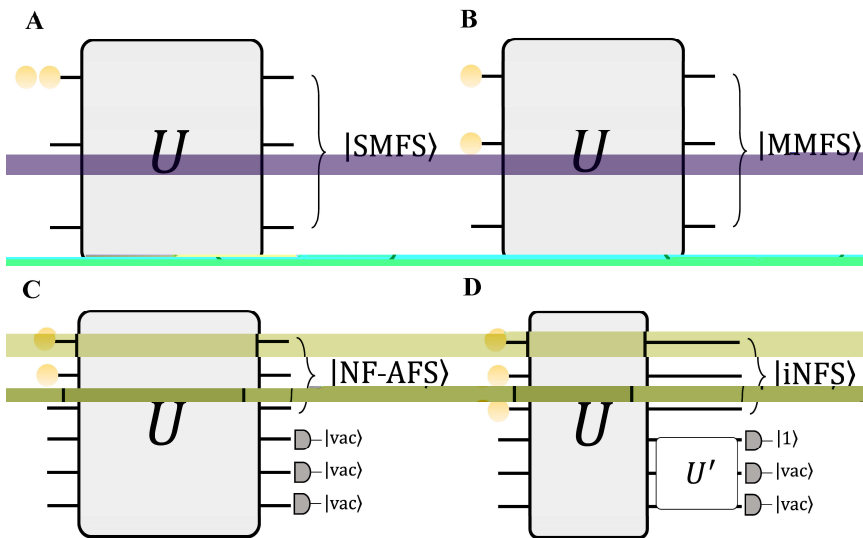 A
B
U
|SMFS⟩
U
|MMFS⟩
C
D
U
|NF-AFS⟩
|vac⟩
|vac⟩
|vac⟩
U
|iNFS⟩
U′
|1⟩
|vac⟩
|vac⟩